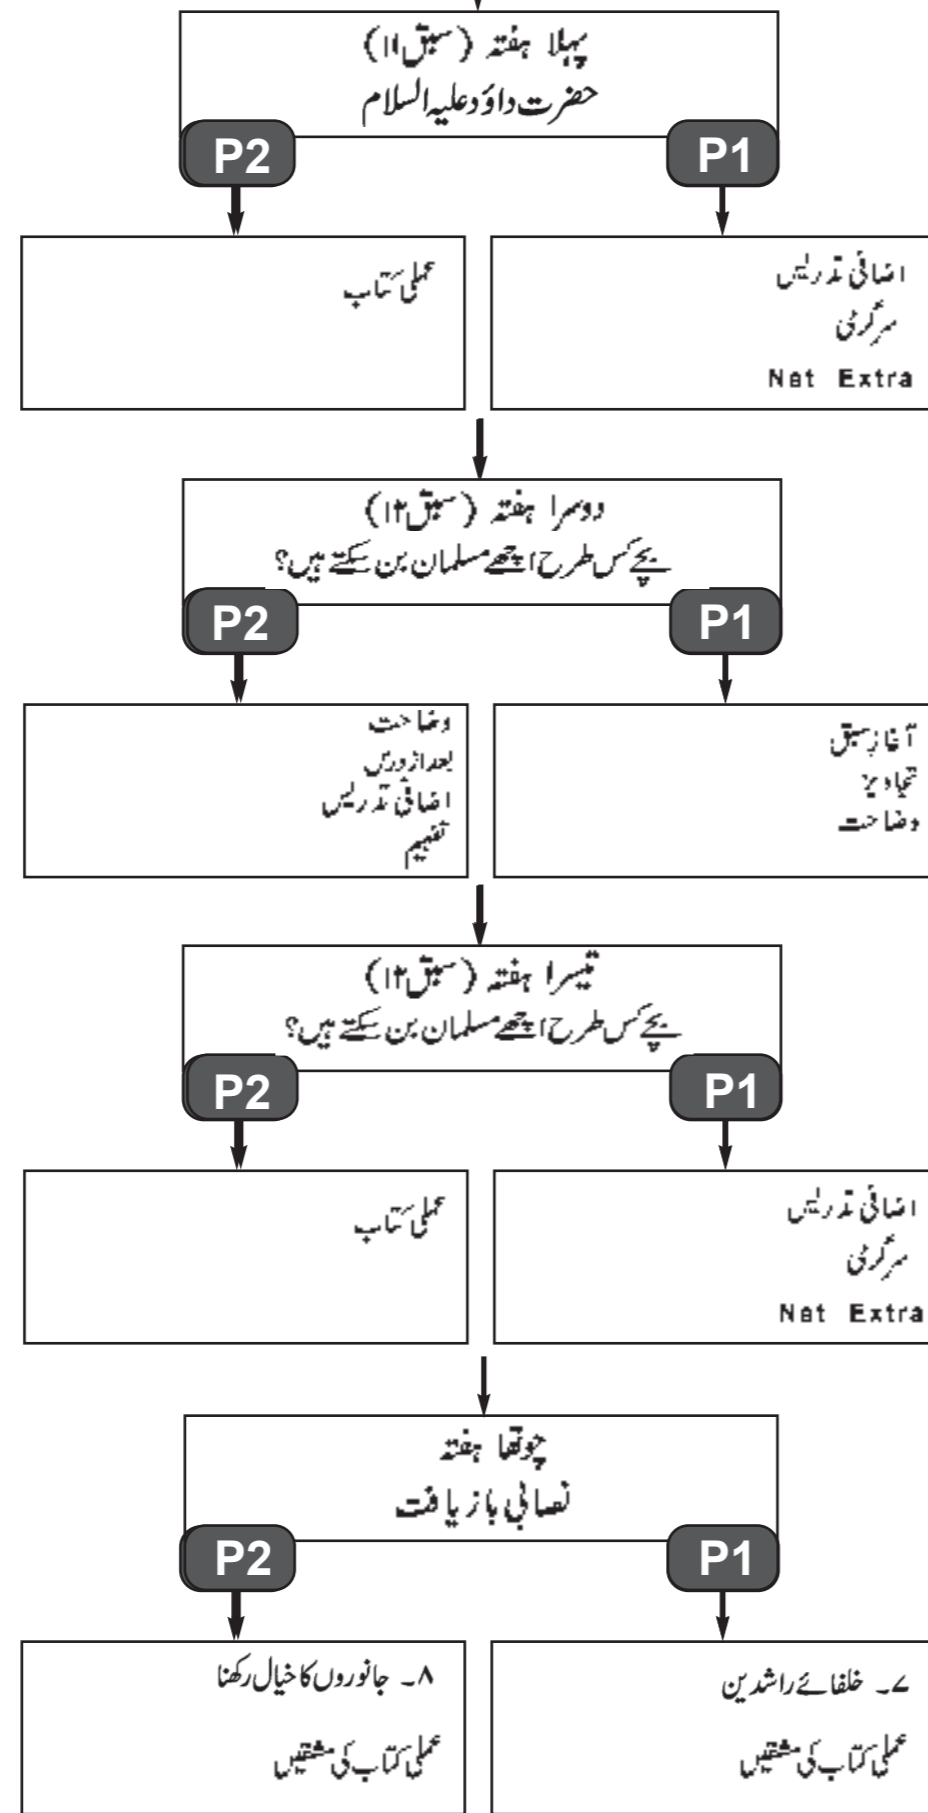 پہلا ہفتہ (سبق ۱۱)
حضرت داؤد علیہ السلام
P1
P2
اضافی تدریس
سرگرمی
Net Extra
عملی کتاب
دوسرا ہفتہ (سبق ۱۲)
بچے کس طرح اچھے مسلمان بن سکتے ہیں؟
P1
P2
آغازِ سبق
تجاویز
وضاحت
وضاحت
بعد از درس
اضافی تدریس
تفہیم
تیسرا ہفتہ (سبق ۱۲)
بچے کس طرح اچھے مسلمان بن سکتے ہیں؟
P1
P2
اضافی تدریس
سرگرمی
Net Extra
عملی کتاب
چوتھا ہفتہ
نصابی بازیافت
P1
P2
۷۔ خلفائے راشدین
عملی کتاب کی مشقیں
۸۔ جانوروں کا خیال رکھنا
عملی کتاب کی مشقیں